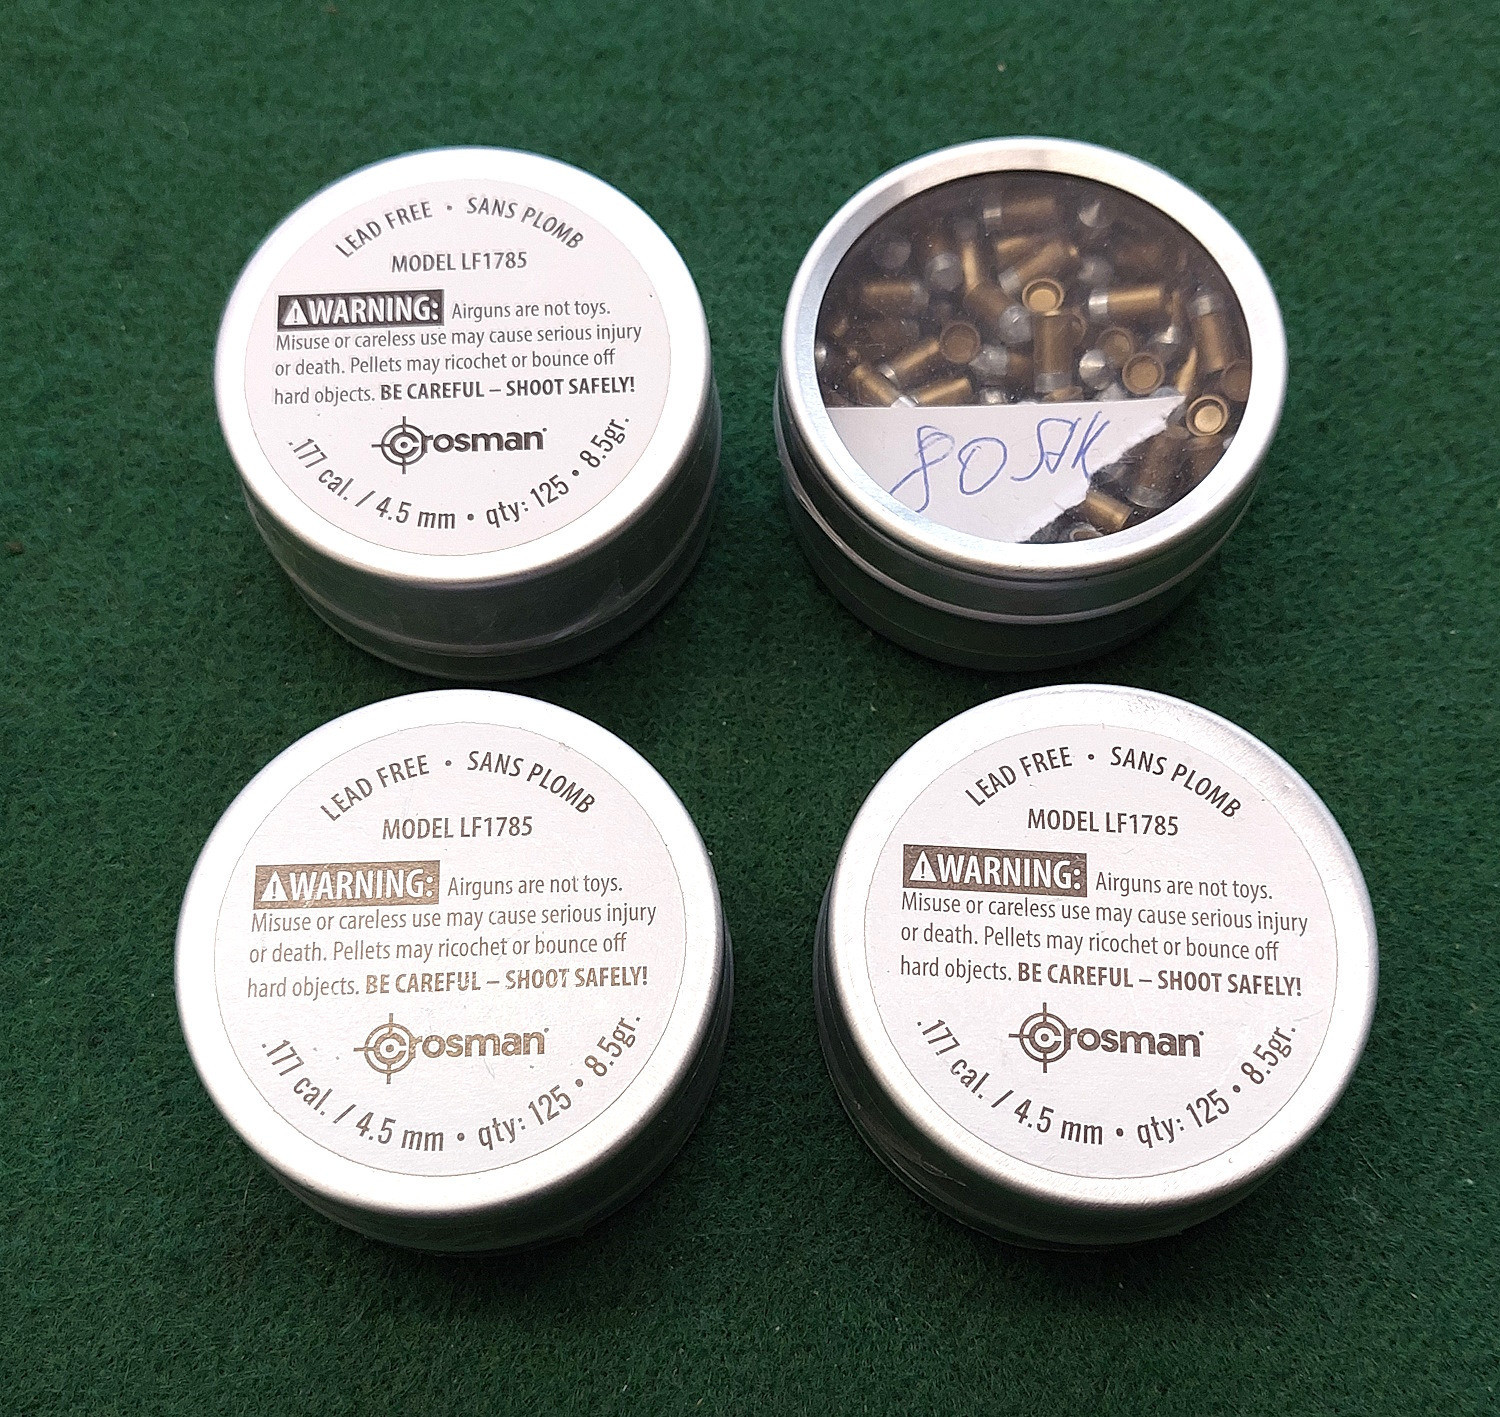 LEAD FREE • SANS PLOMB
MODEL LF1785
WARNING: Airguns are not toys.
Misuse or careless use may cause serious injury
or death. Pellets may ricochet or bounce off
hard objects. BE CAREFUL – SHOOT SAFELY!
Crosman
.177 cal. / 4.5 mm • qty: 125 • 8.5gr.
80 Stk
LEAD FREE • SANS PLOMB
MODEL LF1785
WARNING: Airguns are not toys.
Misuse or careless use may cause serious injury
or death. Pellets may ricochet or bounce off
hard objects. BE CAREFUL – SHOOT SAFELY!
Crosman
.177 cal. / 4.5 mm • qty: 125 • 8.5gr.
LEAD FREE • SANS PLOMB
MODEL LF1785
WARNING: Airguns are not toys.
Misuse or careless use may cause serious injury
or death. Pellets may ricochet or bounce off
hard objects. BE CAREFUL – SHOOT SAFELY!
Crosman
.177 cal. / 4.5 mm • qty: 125 • 8.5gr.